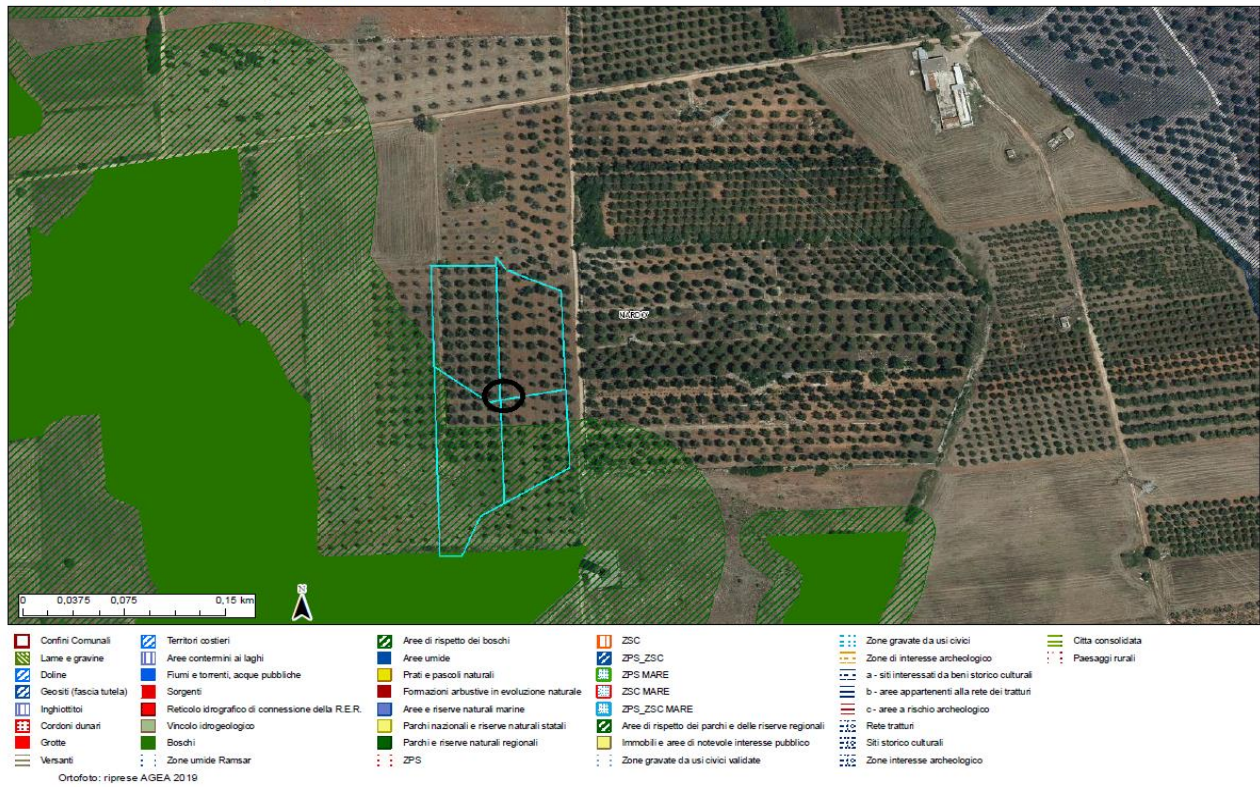 NARDO'
N
0 0,0375 0,075 0,15 km
Confini Comunali
Lame e gravine
Doline
Geositi (fascia tutela)
Inghiottitoi
Cordoni dunari
Grotte
Versanti
Territori costieri
Aree contermini ai laghi
Fiumi e torrenti, acque pubbliche
Sorgenti
Reticolo idrografico di connessione della R.E.R.
Vincolo idrogeologico
Boschi
Zone umide Ramsar
Aree di rispetto dei boschi
Aree umide
Prati e pascoli naturali
Formazioni arbustive in evoluzione naturale
Aree e riserve naturali marine
Parchi nazionali e riserve naturali statali
Parchi e riserve naturali regionali
ZPS
ZSC
ZPS_ZSC
ZPS MARE
ZSC MARE
ZPS_ZSC MARE
Aree di rispetto dei parchi e delle riserve regionali
Immobili e aree di notevole interesse pubblico
Zone gravate da usi civici validate
Zone gravate da usi civici
Zone di interesse archeologico
a - siti interessati da beni storico culturali
b - aree appartenenti alla rete dei tratturi
c - aree a rischio archeologico
Rete tratturi
Siti storico culturali
Zone interesse archeologico
Citta consolidata
Paesaggi rurali
Ortofoto: riprese AGEA 2019